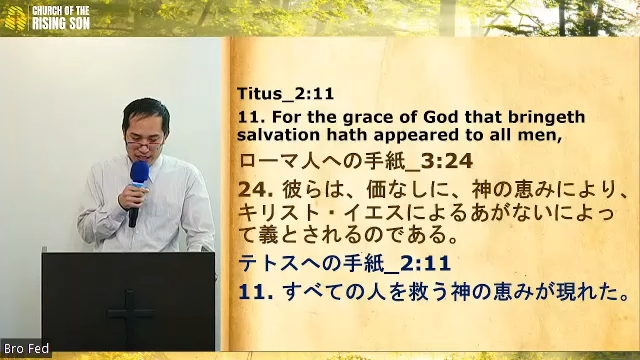 CHURCH OF THE
RISING SON
Titus_2:11
11. For the grace of God that bringeth
salvation hath appeared to all men,
ローマ人への手紙_3:24
24. 彼らは、価なしに、神の恵みにより、
キリスト・イエスによるあがないによっ
て義とされるのである。
テトスへの手紙_2:11
11. すべての人を救う神の恵みが現れた。
Bro Fed